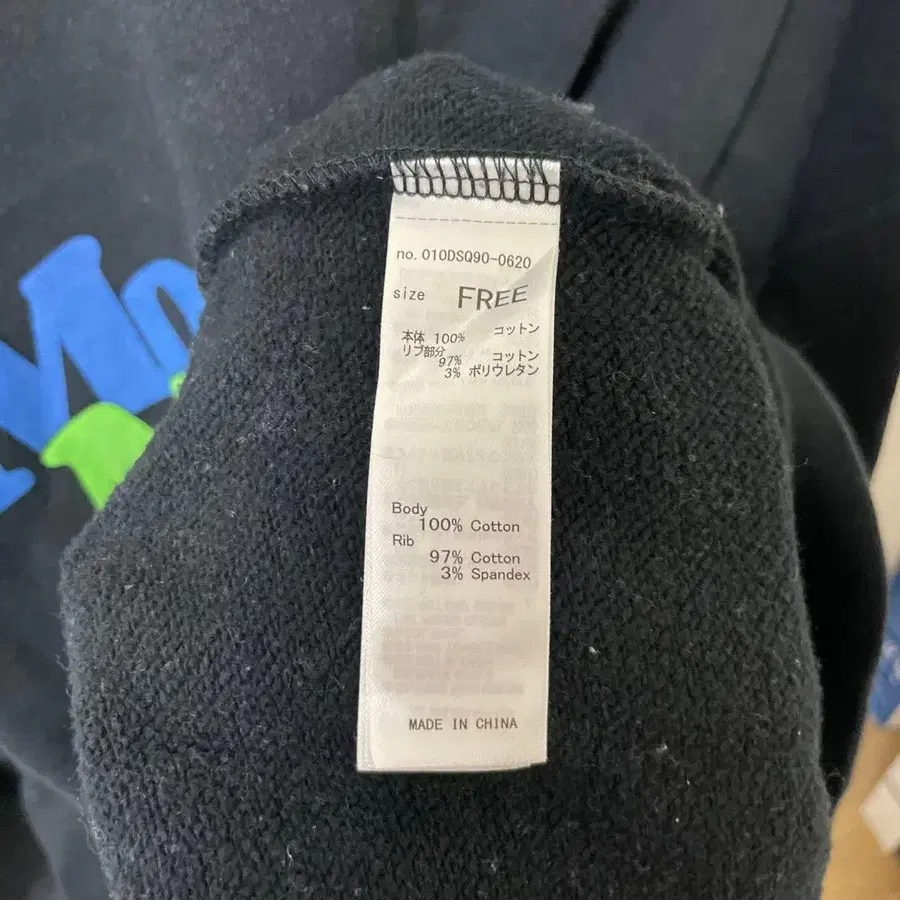 no. 010DSQ90-0620
size FREE
本体 100% コットン
リブ部分
97% コットン
3% ポリウレタン
Body
100% Cotton
Rib
97% Cotton
3% Spandex
MADE IN CHINA